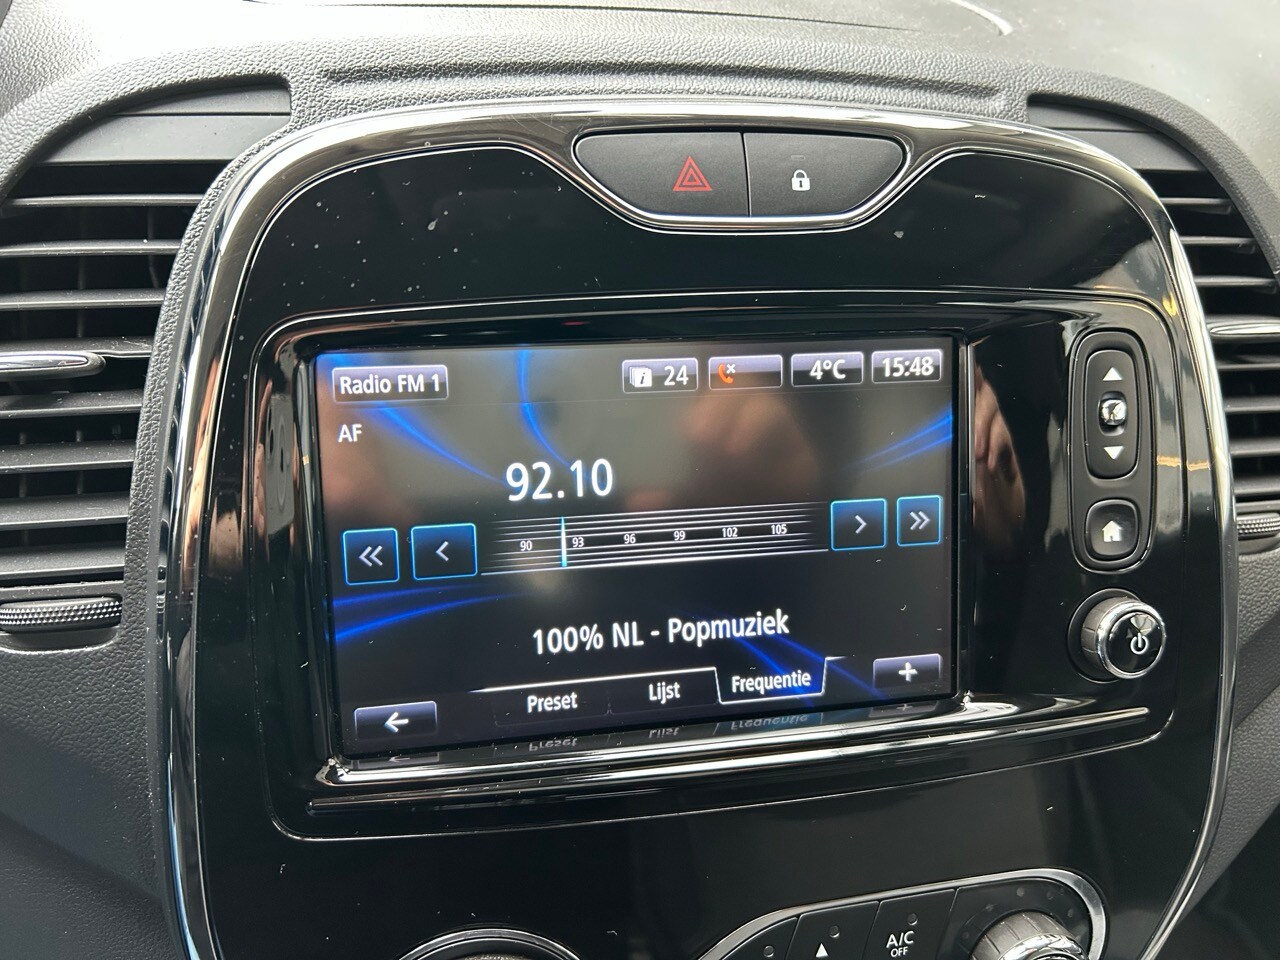 Radio FM 1
i 24
4°C
15:48
AF
92.10
90 93 96 99 102 105
100% NL - Popmuziek
Preset
Lijst
Frequentie
A/C
OFF